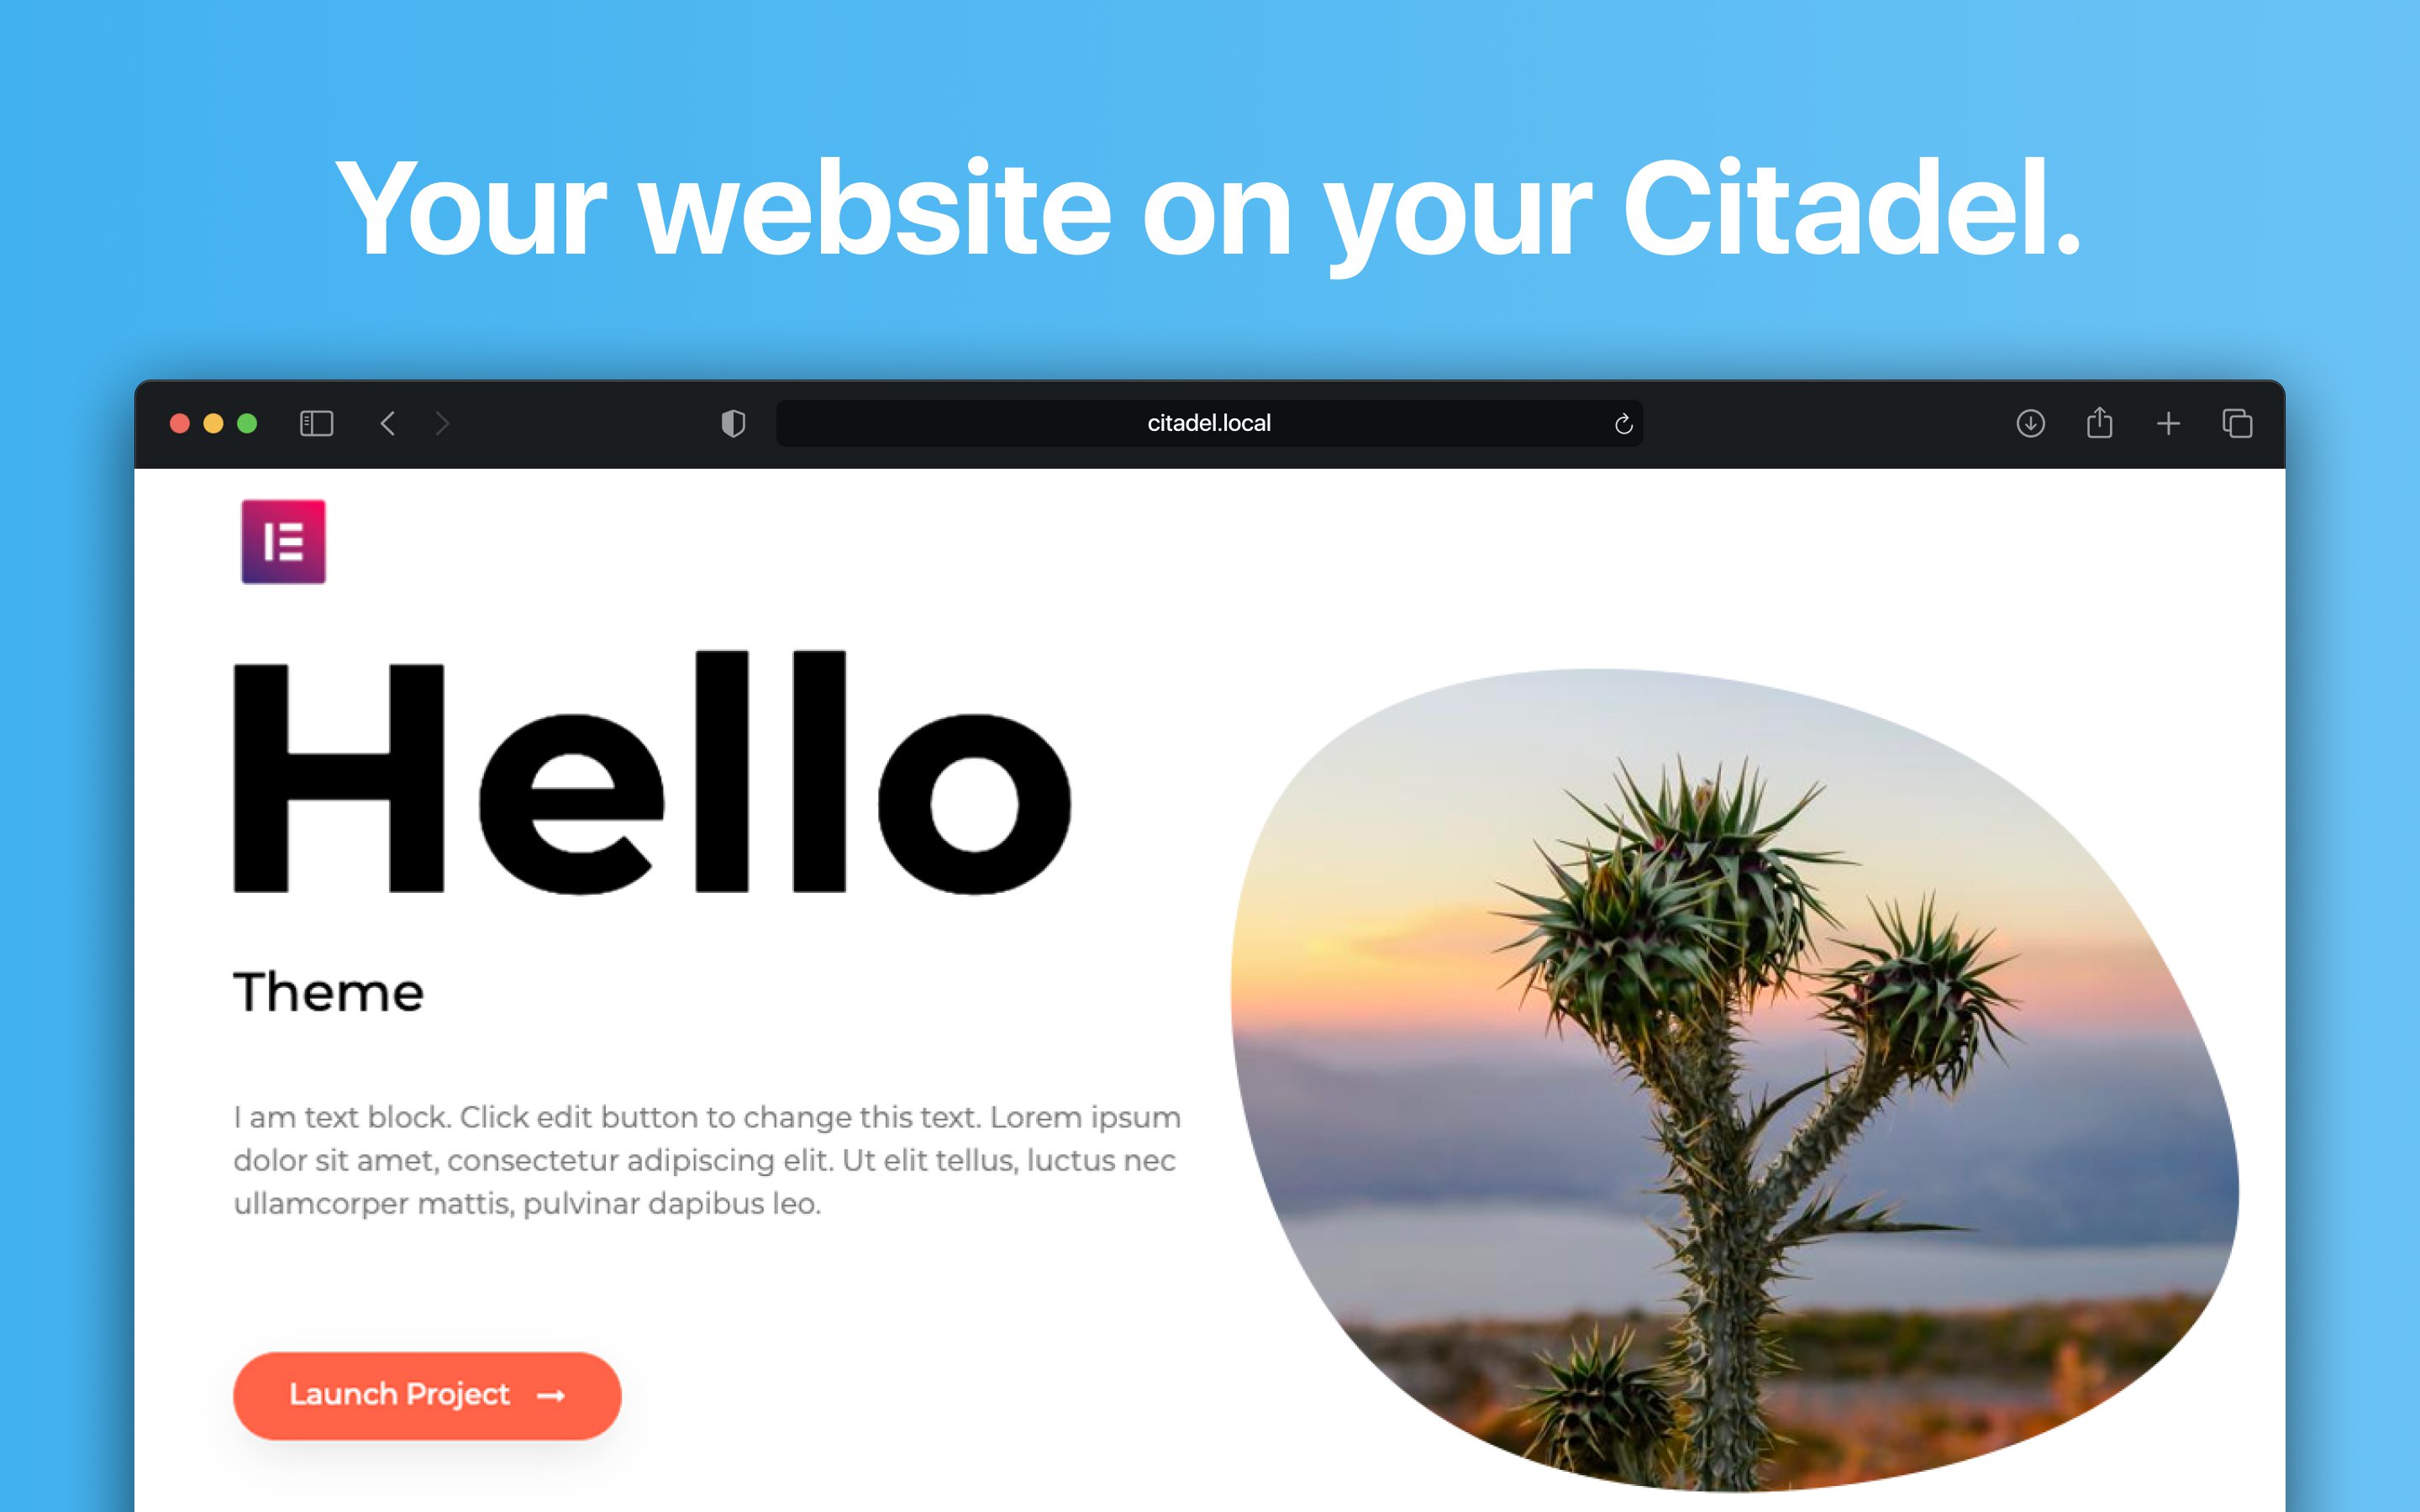 Your website on your Citadel.
citadel.local
Hello
Theme
I am text block. Click edit button to change this text. Lorem ipsum
dolor sit amet, consectetur adipiscing elit. Ut elit tellus, luctus nec
ullamcorper mattis, pulvinar dapibus leo.
Launch Project →